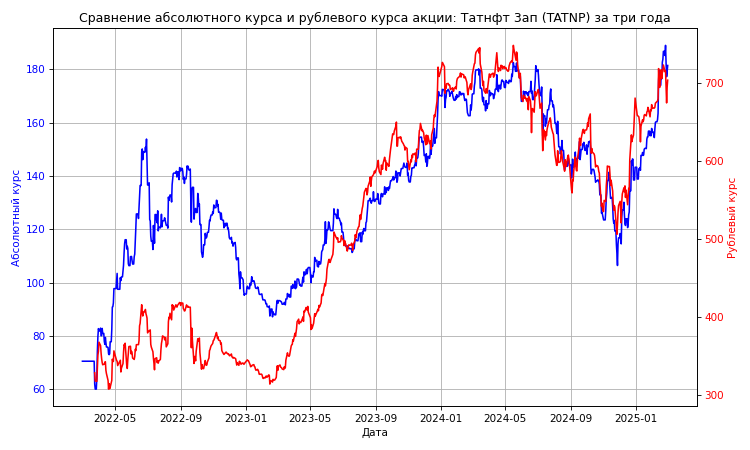 Сравнение абсолютного курса и рублевого курса акции: Татнфт 3ап (TATNP) за три года
180
160
140
120
100
80
60
Абсолютный курс
700
600
500
400
300
Рублевый курс
2022-05 2022-09 2023-01 2023-05 2023-09 2024-01 2024-05 2024-09 2025-01
Дата